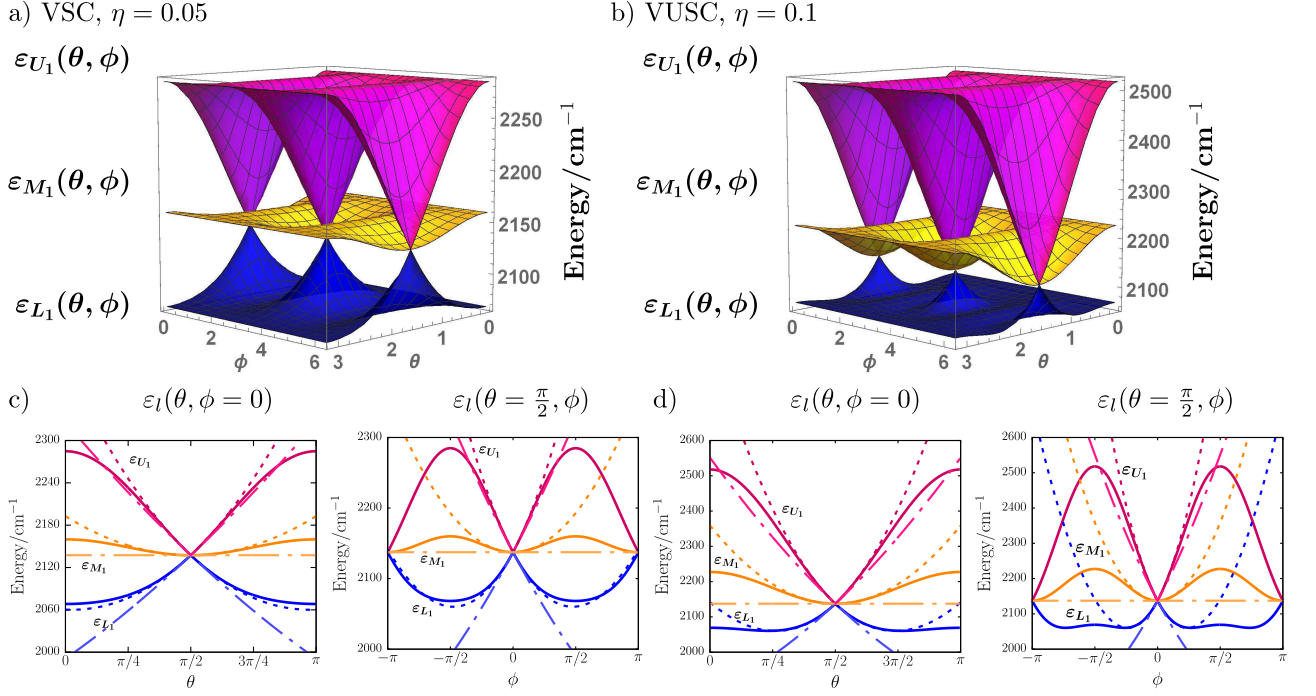 a) VSC, η = 0.05
b) VUSC, η = 0.1
ε_{U_1}(θ, ϕ)
ε_{M_1}(θ, ϕ)
ε_{L_1}(θ, ϕ)
2250
2200
2150
2100
Energy/cm⁻¹
0 2 4 6
ϕ
3 2 1 0
θ
ε_{U_1}(θ, ϕ)
ε_{M_1}(θ, ϕ)
ε_{L_1}(θ, ϕ)
2500
2400
2300
2200
2100
Energy/cm⁻¹
0 2 4 6
ϕ
3 2 1 0
θ
c) ε_l(θ, ϕ = 0)
2300
2240
2180
2120
2060
2000
Energy/cm⁻¹
ε_{U_1}
ε_{M_1}
ε_{L_1}
0 π/4 π/2 3π/4 π
θ
ε_l(θ = π/2, ϕ)
2300
2200
2100
2000
Energy/cm⁻¹
ε_{U_1}
ε_{M_1}
ε_{L_1}
−π −π/2 0 π/2 π
ϕ
d) ε_l(θ, ϕ = 0)
2600
2500
2400
2300
2200
2100
2000
Energy/cm⁻¹
ε_{U_1}
ε_{M_1}
ε_{L_1}
0 π/4 π/2 3π/2 π
θ
ε_l(θ = π/2, ϕ)
2600
2500
2400
2300
2200
2100
2000
Energy/cm⁻¹
ε_{U_1}
ε_{M_1}
ε_{L_1}
−π −π/2 0 π/2 π
ϕ